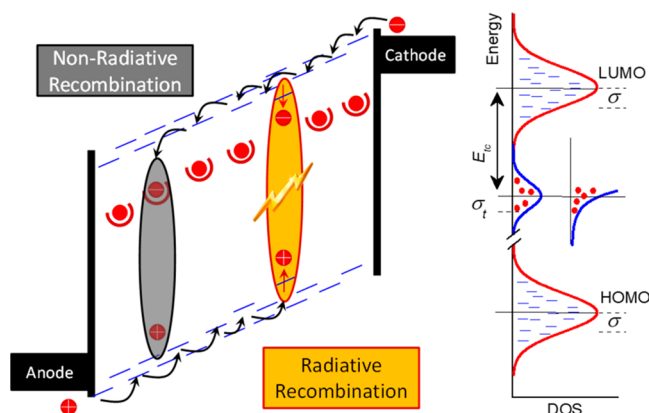 Non-Radiative
Recombination
Cathode
Anode
Radiative
Recombination
Energy
LUMO
σ
E_tc
σ_t
HOMO
σ
DOS